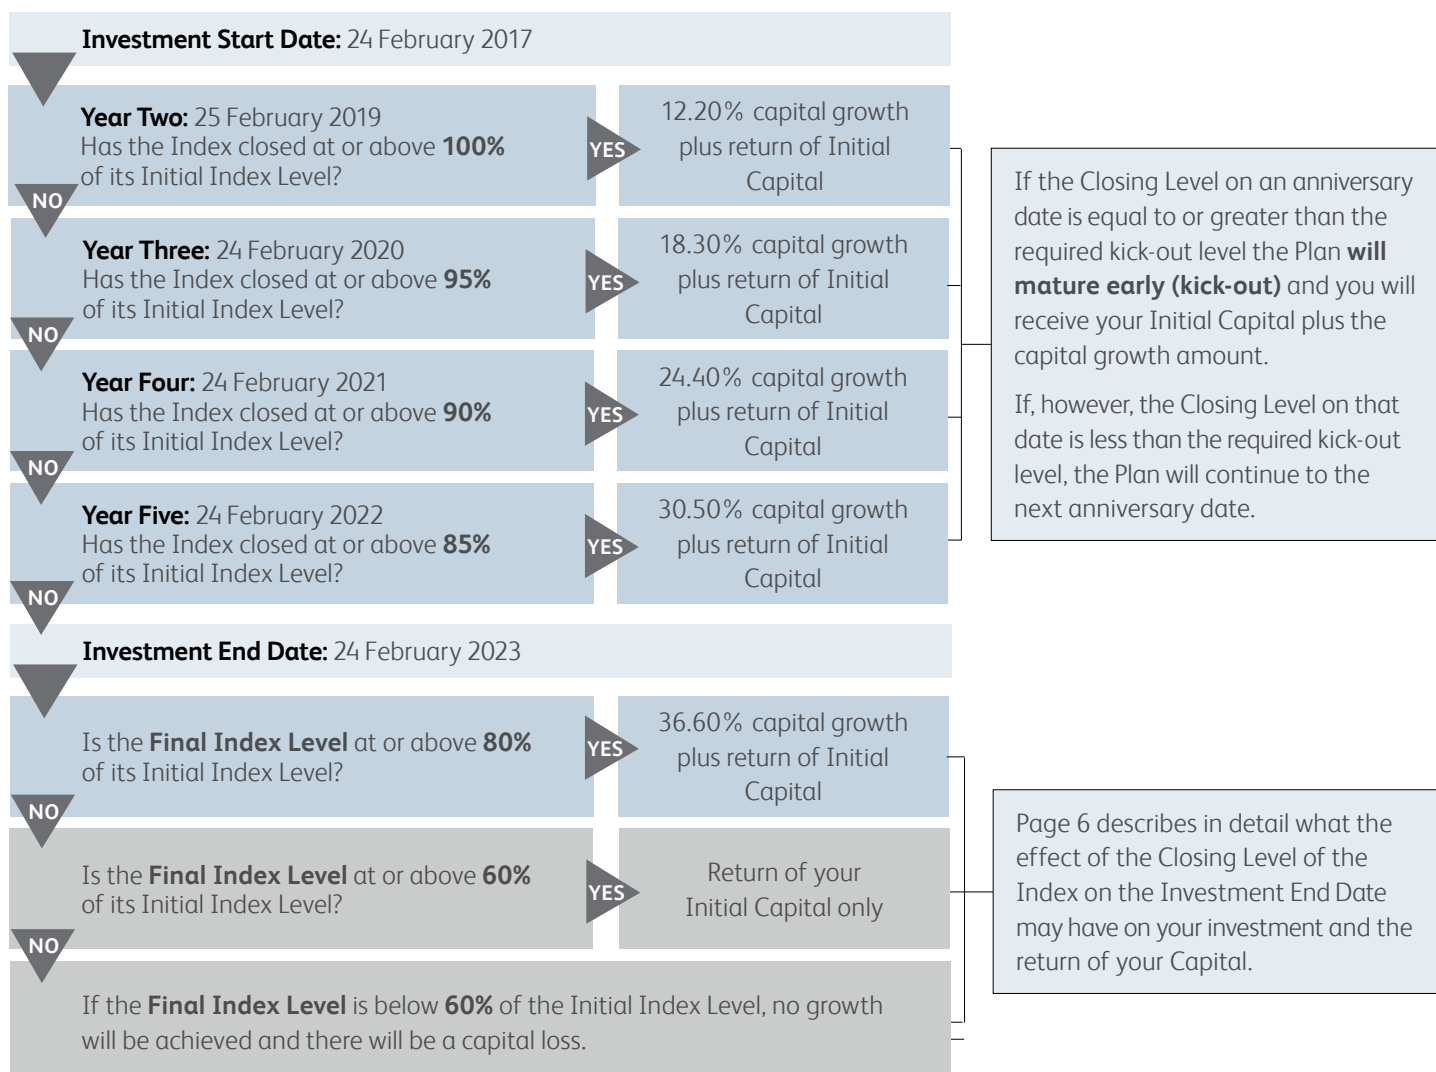 Investment Start Date: 24 February 2017
Year Two: 25 February 2019
Has the Index closed at or above 100%
of its Initial Index Level?
YES
12.20% capital growth
plus return of Initial
Capital
NO
Year Three: 24 February 2020
Has the Index closed at or above 95%
of its Initial Index Level?
YES
18.30% capital growth
plus return of Initial
Capital
NO
Year Four: 24 February 2021
Has the Index closed at or above 90%
of its Initial Index Level?
YES
24.40% capital growth
plus return of Initial
Capital
NO
Year Five: 24 February 2022
Has the Index closed at or above 85%
of its Initial Index Level?
YES
30.50% capital growth
plus return of Initial
Capital
NO
If the Closing Level on an anniversary
date is equal to or greater than the
required kick-out level the Plan will
mature early (kick-out) and you will
receive your Initial Capital plus the
capital growth amount.
If, however, the Closing Level on that
date is less than the required kick-out
level, the Plan will continue to the
next anniversary date.
Investment End Date: 24 February 2023
Is the Final Index Level at or above 80%
of its Initial Index Level?
YES
36.60% capital growth
plus return of Initial
Capital
NO
Is the Final Index Level at or above 60%
of its Initial Index Level?
YES
Return of your
Initial Capital only
NO
If the Final Index Level is below 60% of the Initial Index Level, no growth
will be achieved and there will be a capital loss.
Page 6 describes in detail what the
effect of the Closing Level of the
Index on the Investment End Date
may have on your investment and the
return of your Capital.